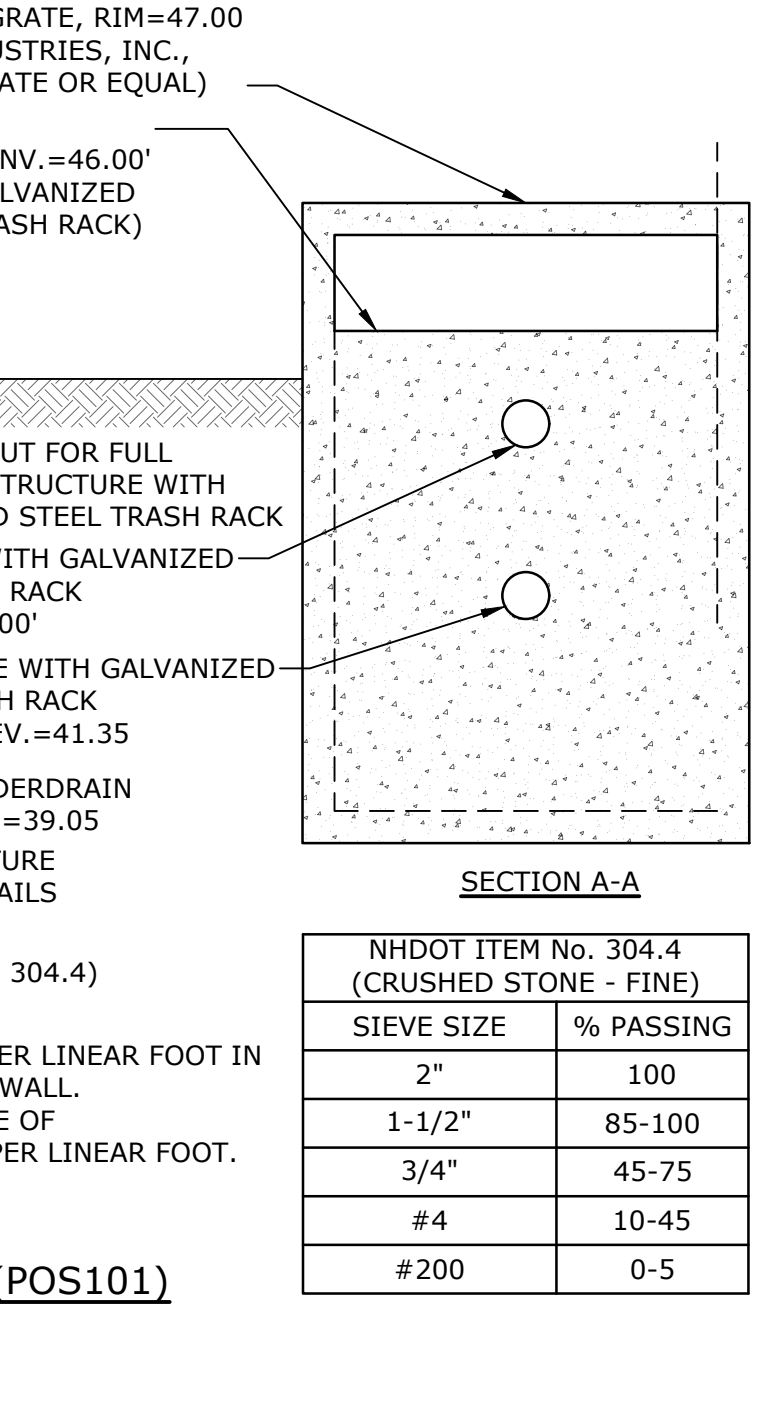 GRATE, RIM=47.00
USTRIES, INC.,
ATE OR EQUAL)
NV.=46.00'
LVANIZED
ASH RACK)
UT FOR FULL
TRUCTURE WITH
D STEEL TRASH RACK
WITH GALVANIZED
RACK
00'
E WITH GALVANIZED
H RACK
EV.=41.35
DERDRAIN
=39.05
TURE
AILS
304.4)
ER LINEAR FOOT IN
WALL.
E OF
PER LINEAR FOOT.
(POS101)
SECTION A-A
NHDOT ITEM No. 304.4
(CRUSHED STONE - FINE)
SIEVE SIZE % PASSING
2" 100
1-1/2" 85-100
3/4" 45-75
#4 10-45
#200 0-5